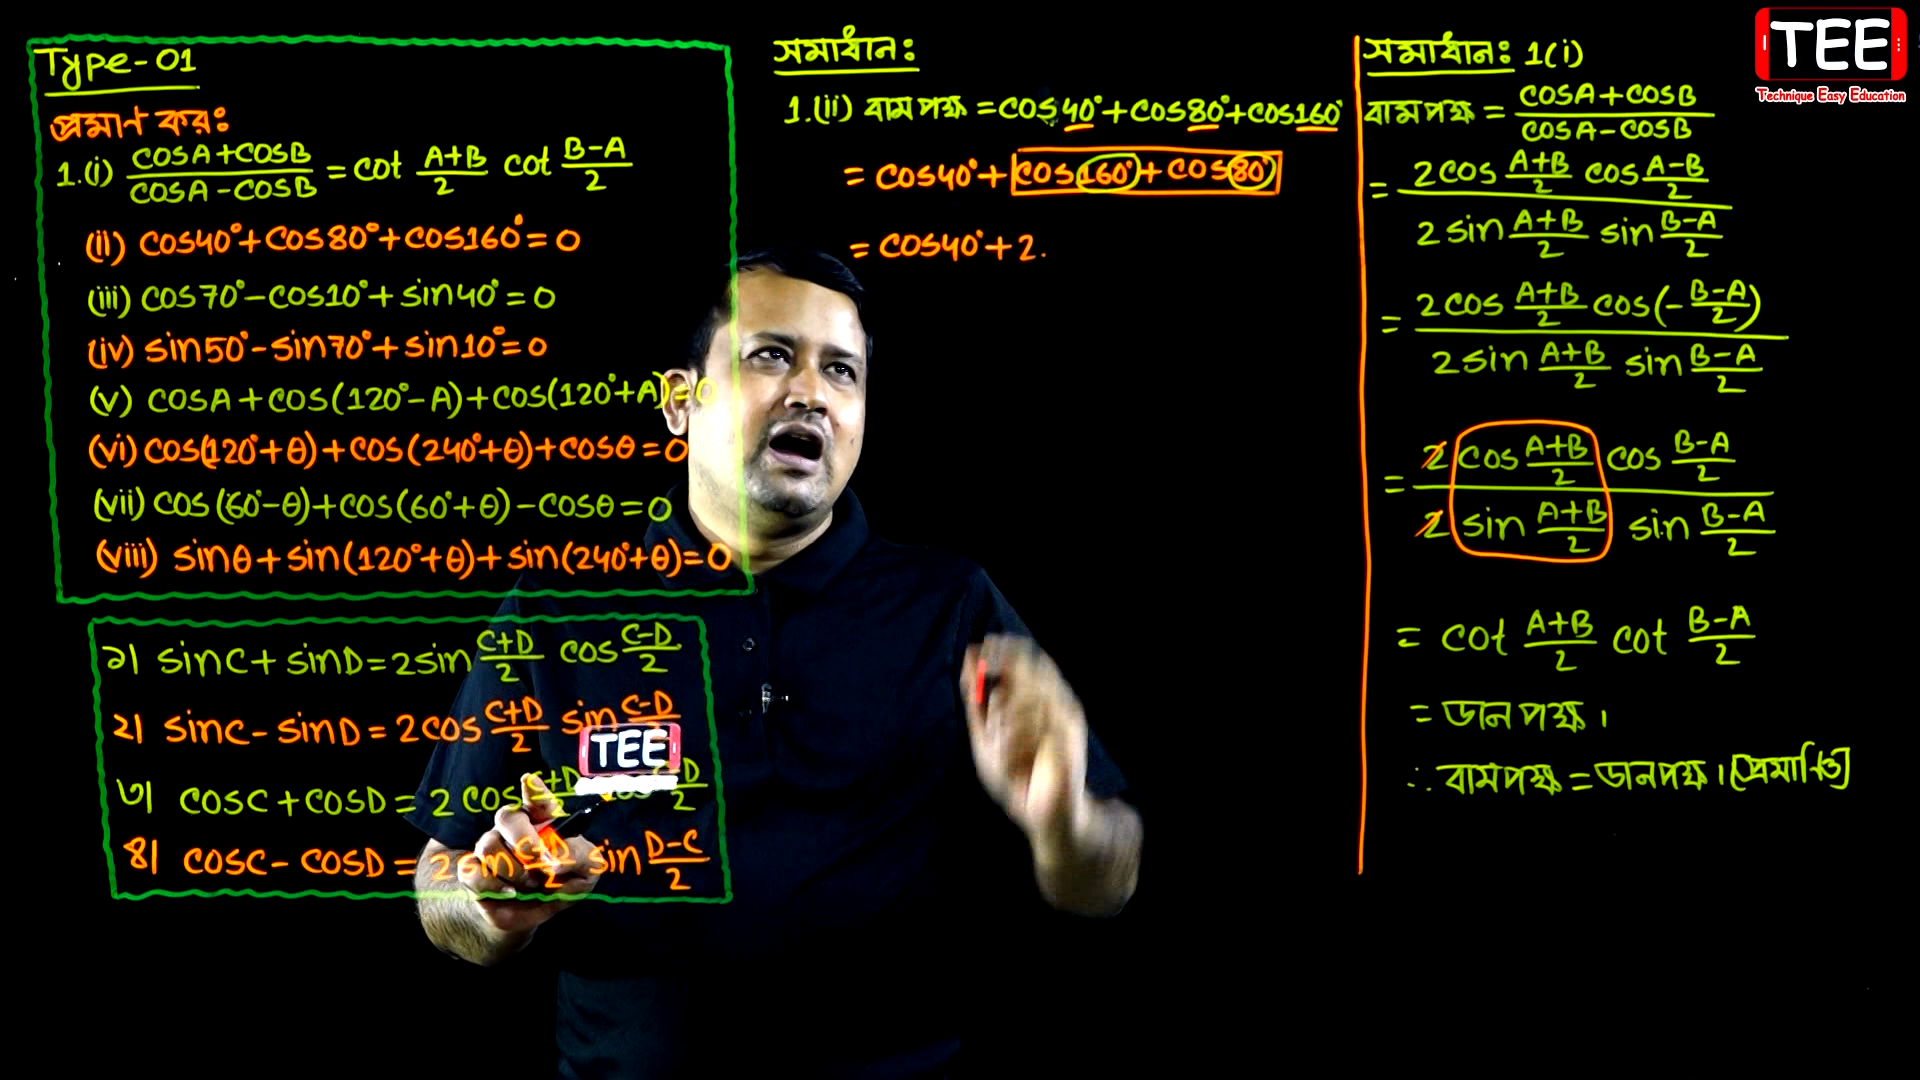 Type-01
প্রমাণ কর:
1.(i) (cosA+cosB)/(cosA-cosB) = cot (A+B)/2 cot (B-A)/2
(ii) cos40°+cos80°+cos160°=0
(iii) cos70°-cos10°+sin40°=0
(iv) sin50°-sin70°+sin10°=0
(v) cosA+cos(120°-A)+cos(120°+A)=0
(vi) cos(120°+θ)+cos(240°+θ)+cosθ=0
(vii) cos(60°-θ)+cos(60°+θ)-cosθ=0
(viii) sinθ+sin(120°+θ)+sin(240°+θ)=0
১। sinC+sinD=2sin (C+D)/2 cos (C-D)/2
২। sinC-sinD=2cos (C+D)/2 sin (C-D)/2
TEE
৩। cosC+cosD=2cos (C+D)/2 cos (C-D)/2
৪। cosC-cosD=2sin (C+D)/2 sin (D-C)/2
সমাধান:
1.(ii) বামপক্ষ =cos40°+cos80°+cos160°
= cos40°+cos160°+cos80°
= cos40°+2.
সমাধান: 1(i)
বামপক্ষ = (cosA+cosB)/(cosA-cosB)
= (2cos (A+B)/2 cos (A-B)/2)/(2sin (A+B)/2 sin (B-A)/2)
= (2cos (A+B)/2 cos(-(B-A)/2))/(2sin (A+B)/2 sin (B-A)/2)
= (2cos (A+B)/2 cos (B-A)/2)/(2sin (A+B)/2 sin (B-A)/2)
= cot (A+B)/2 cot (B-A)/2
= ডানপক্ষ।
∴ বামপক্ষ = ডানপক্ষ। [প্রমাণিত]
TEE
Technique Easy Education